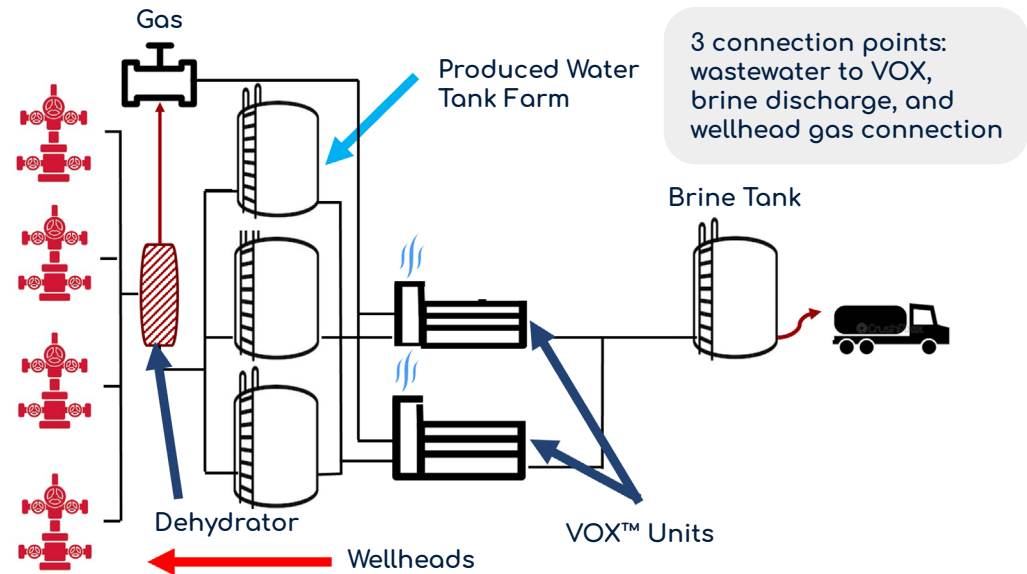 Gas
Produced Water
Tank Farm
3 connection points:
wastewater to VOX,
brine discharge, and
wellhead gas connection
Brine Tank
Dehydrator
VOX™ Units
Wellheads